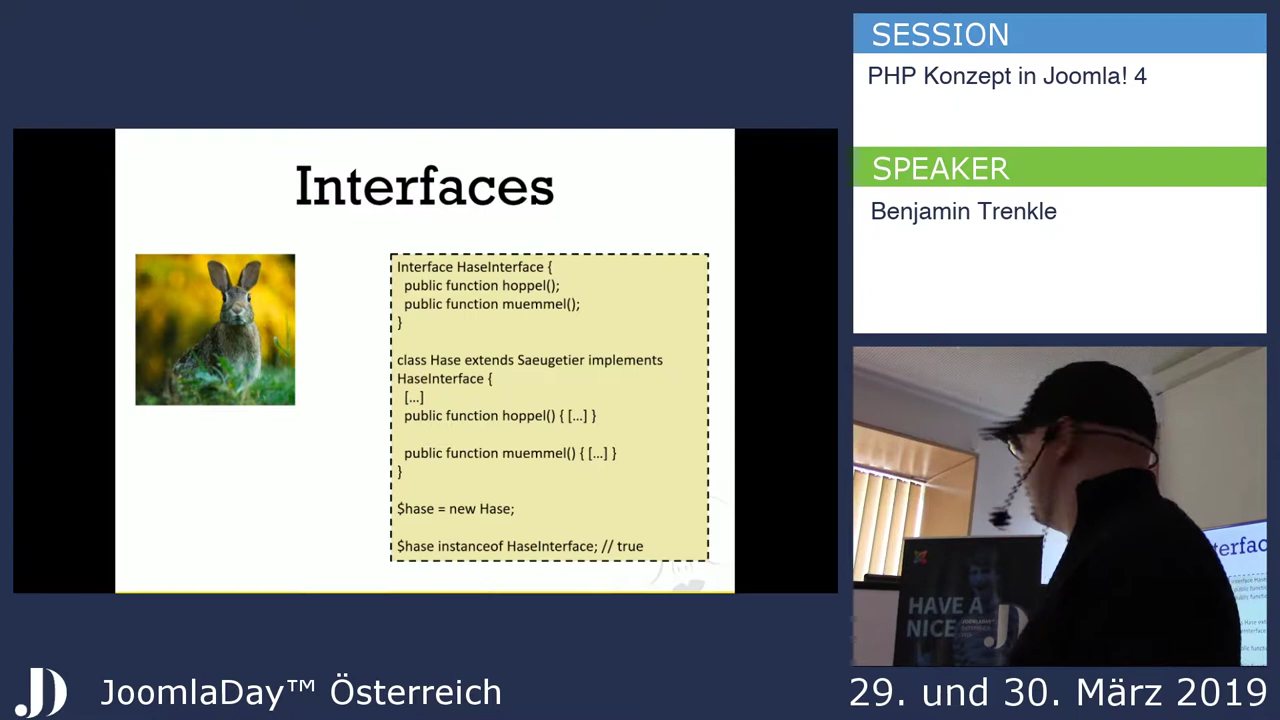 SESSION
PHP Konzept in Joomla! 4
SPEAKER
Benjamin Trenkle
Interfaces
Interface HaseInterface {
public function hoppel();
public function muemmel();
}
class Hase extends Saeugetier implements
HaseInterface {
[...]
public function hoppel() { [...] }
public function muemmel() { [...] }
}
$hase = new Hase;
$hase instanceof HaseInterface; // true
HAVE A
NICE
JD
JoomlaDay™ Österreich
29. und 30. März 2019